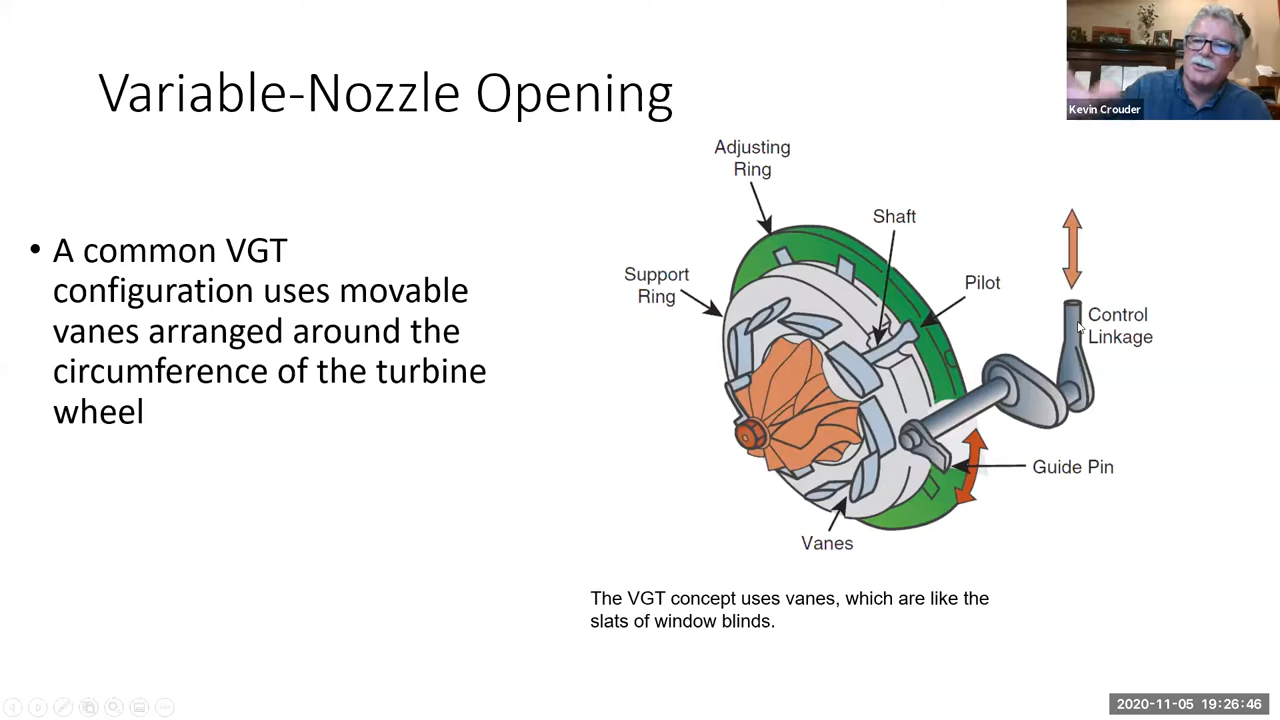 Variable-Nozzle Opening
Kevin Crouder
• A common VGT
configuration uses movable
vanes arranged around the
circumference of the turbine
wheel
Adjusting
Ring
Shaft
Support
Ring
Pilot
Control
Linkage
Guide Pin
Vanes
The VGT concept uses vanes, which are like the
slats of window blinds.
2020-11-05 19:26:46